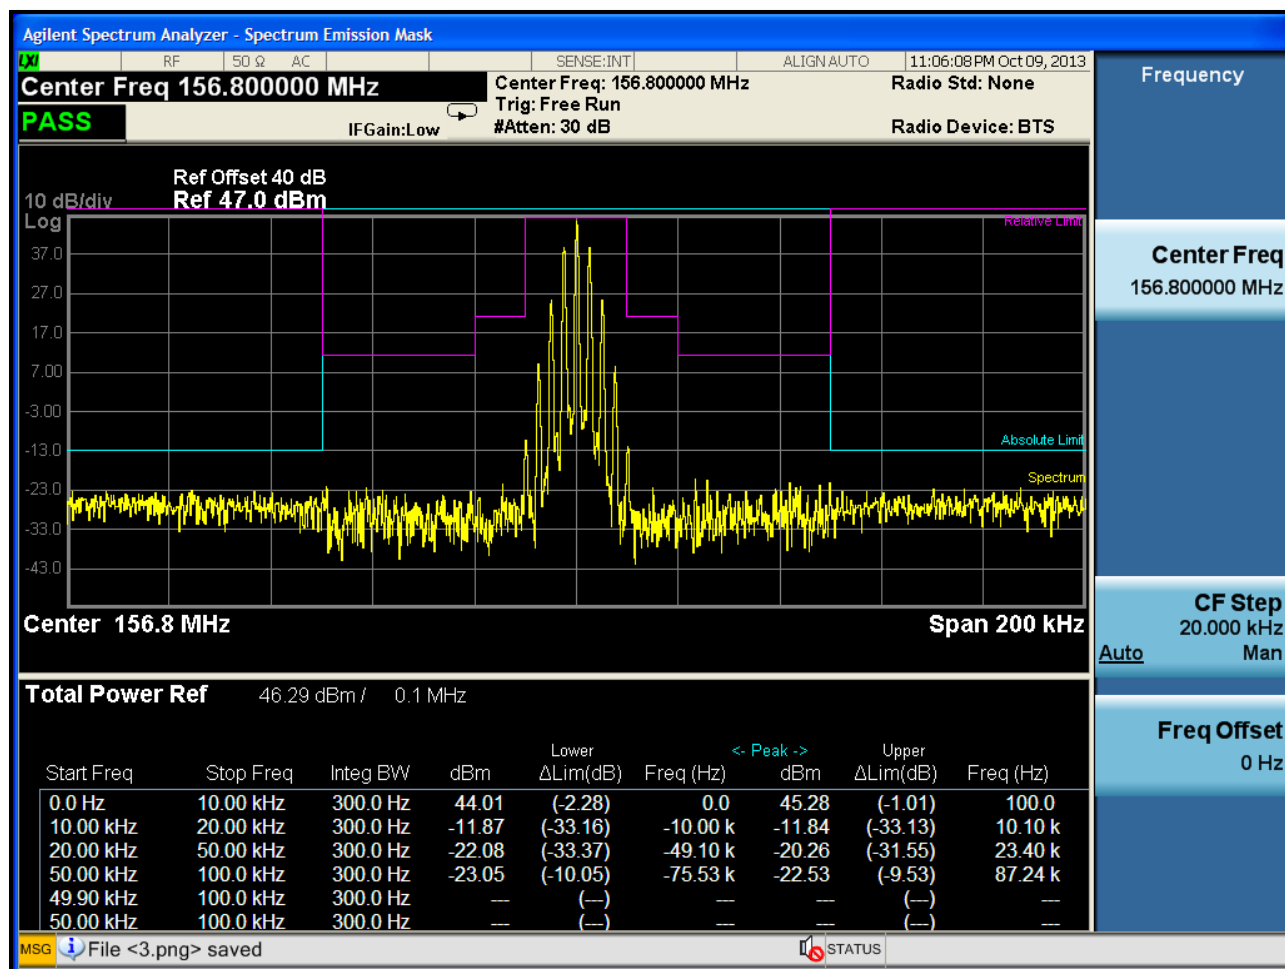 Agilent Spectrum Analyzer - Spectrum Emission Mask
LXI RF 50 Ω AC SENSE:INT ALIGN AUTO 11:06:08 PM Oct 09, 2013
Center Freq 156.800000 MHz
Center Freq: 156.800000 MHz
Radio Std: None
Trig: Free Run
PASS
IFGain:Low
#Atten: 30 dB
Radio Device: BTS
Ref Offset 40 dB
10 dB/div
Ref 47.0 dBm
Log
Relative Limit
37.0
27.0
17.0
7.00
-3.00
Absolute Limit
-13.0
Spectrum
-23.0
-33.0
-43.0
Center 156.8 MHz
Span 200 kHz
Total Power Ref 46.29 dBm / 0.1 MHz
Lower <- Peak -> Upper
Start Freq Stop Freq Integ BW dBm ΔLim(dB) Freq (Hz) dBm ΔLim(dB) Freq (Hz)
0.0 Hz 10.00 kHz 300.0 Hz 44.01 (-2.28) 0.0 45.28 (-1.01) 100.0
10.00 kHz 20.00 kHz 300.0 Hz -11.87 (-33.16) -10.00 k -11.84 (-33.13) 10.10 k
20.00 kHz 50.00 kHz 300.0 Hz -22.08 (-33.37) -49.10 k -20.26 (-31.55) 23.40 k
50.00 kHz 100.0 kHz 300.0 Hz -23.05 (-10.05) -75.53 k -22.53 (-9.53) 87.24 k
49.90 kHz 100.0 kHz 300.0 Hz --- (---) --- --- (---) ---
50.00 kHz 100.0 kHz 300.0 Hz --- (---) --- --- (---) ---
MSG File <3.png> saved STATUS
Frequency
Center Freq
156.800000 MHz
CF Step
20.000 kHz
Auto Man
Freq Offset
0 Hz